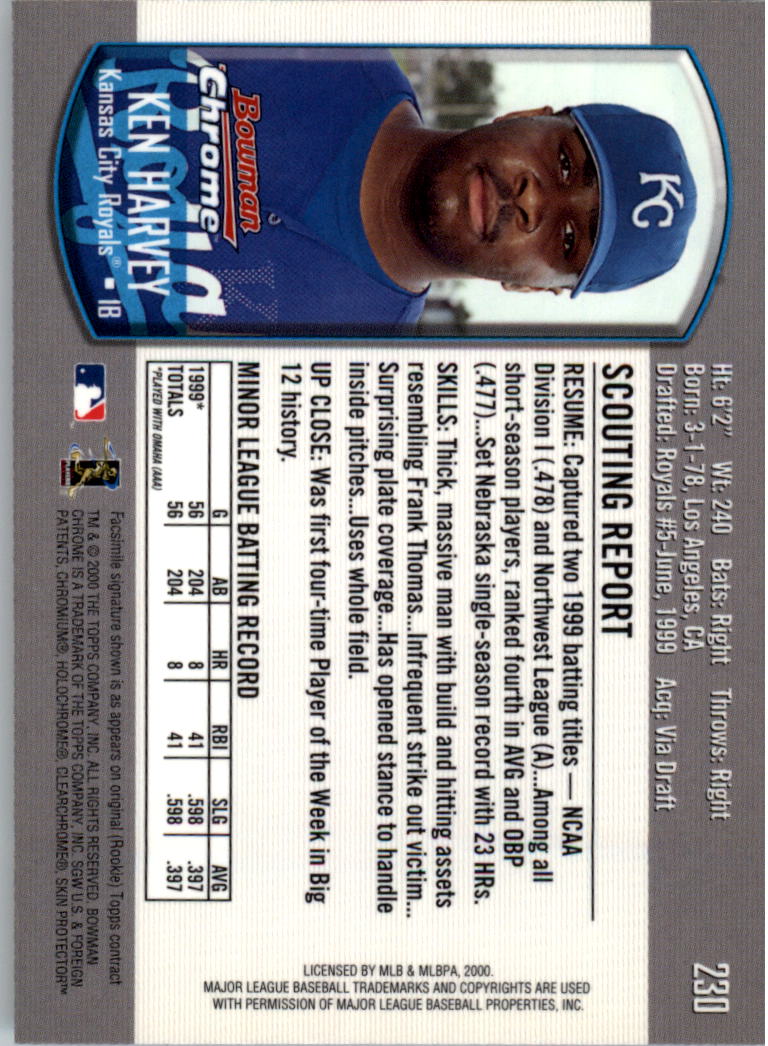 230
Ht: 6'2" Wt: 240 Bats: Right Throws: Right
Born: 3-1-78, Los Angeles, CA
Drafted: Royals #5-June, 1999 Acq: Via Draft
KC
Bowman
Chrome™
KEN HARVEY
Kansas City Royals® ▪ 1B
SCOUTING REPORT
RESUME: Captured two 1999 batting titles — NCAA
Division I (.478) and Northwest League (A)...Among all
short-season players, ranked fourth in AVG and OBP
(.477)...Set Nebraska single-season record with 23 HRs.
SKILLS: Thick, massive man with build and hitting assets
resembling Frank Thomas...Infrequent strike out victim...
Surprising plate coverage...Has opened stance to handle
inside pitches...Uses whole field.
UP CLOSE: Was first four-time Player of the Week in Big
12 history.
MINOR LEAGUE BATTING RECORD
G AB HR RBI SLG AVG
1999* 56 204 8 41 .598 .397
TOTALS 56 204 8 41 .598 .397
*PLAYED WITH OMAHA (AAA)
Facsimile signature shown is as appears on original (Rookie) Topps contract
TM & © 2000 THE TOPPS COMPANY, INC. ALL RIGHTS RESERVED. BOWMAN
CHROME IS A TRADEMARK OF THE TOPPS COMPANY, INC. SGW U.S. & FOREIGN
PATENTS, CHROMIUM®, HOLOCHROME®, CLEARCHROME®, SKIN PROTECTOR™
LICENSED BY MLB & MLBPA, 2000.
MAJOR LEAGUE BASEBALL TRADEMARKS AND COPYRIGHTS ARE USED
WITH PERMISSION OF MAJOR LEAGUE BASEBALL PROPERTIES, INC.